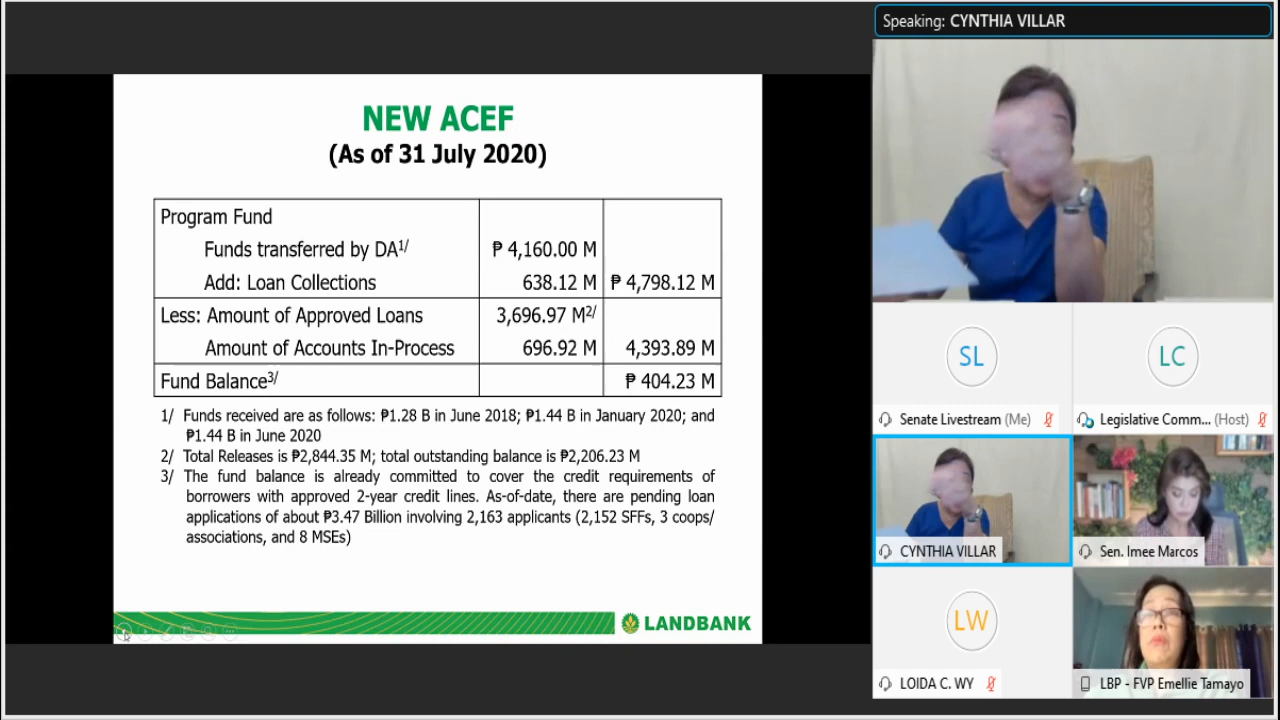 Speaking: CYNTHIA VILLAR
NEW ACEF
(As of 31 July 2020)
Program Fund
Funds transferred by DA1/ ₱ 4,160.00 M
Add: Loan Collections 638.12 M ₱ 4,798.12 M
Less: Amount of Approved Loans 3,696.97 M2/
Amount of Accounts In-Process 696.92 M 4,393.89 M
Fund Balance3/ ₱ 404.23 M
1/ Funds received are as follows: ₱1.28 B in June 2018; ₱1.44 B in January 2020; and
₱1.44 B in June 2020
2/ Total Releases is ₱2,844.35 M; total outstanding balance is ₱2,206.23 M
3/ The fund balance is already committed to cover the credit requirements of
borrowers with approved 2-year credit lines. As-of-date, there are pending loan
applications of about ₱3.47 Billion involving 2,163 applicants (2,152 SFFs, 3 coops/
associations, and 8 MSEs)
LANDBANK
SL
Senate Livestream (Me)
LC
Legislative Comm... (Host)
CYNTHIA VILLAR
Sen. Imee Marcos
LW
LOIDA C. WY
LBP - FVP Emellie Tamayo